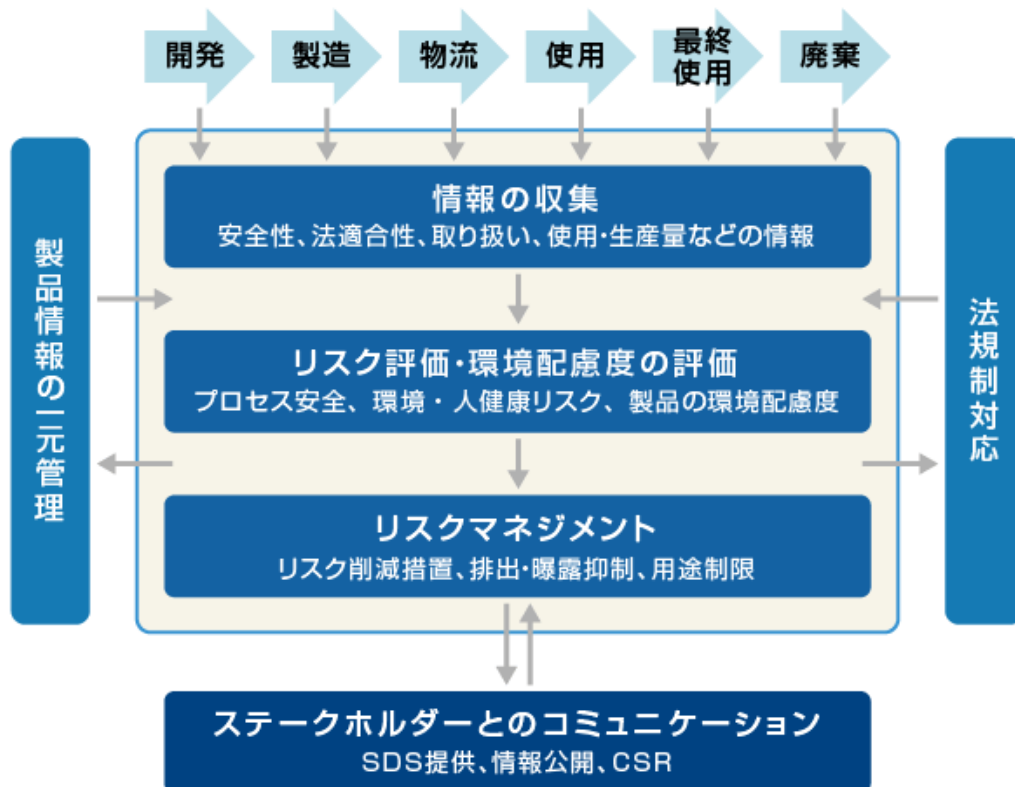 開発
製造
物流
使用
最終
使用
廃棄
製品情報の一元管理
情報の収集
安全性、法適合性、取り扱い、使用・生産量などの情報
リスク評価・環境配慮度の評価
プロセス安全、環境・人健康リスク、製品の環境配慮度
リスクマネジメント
リスク削減措置、排出・曝露抑制、用途制限
法規制対応
ステークホルダーとのコミュニケーション
SDS提供、情報公開、CSR